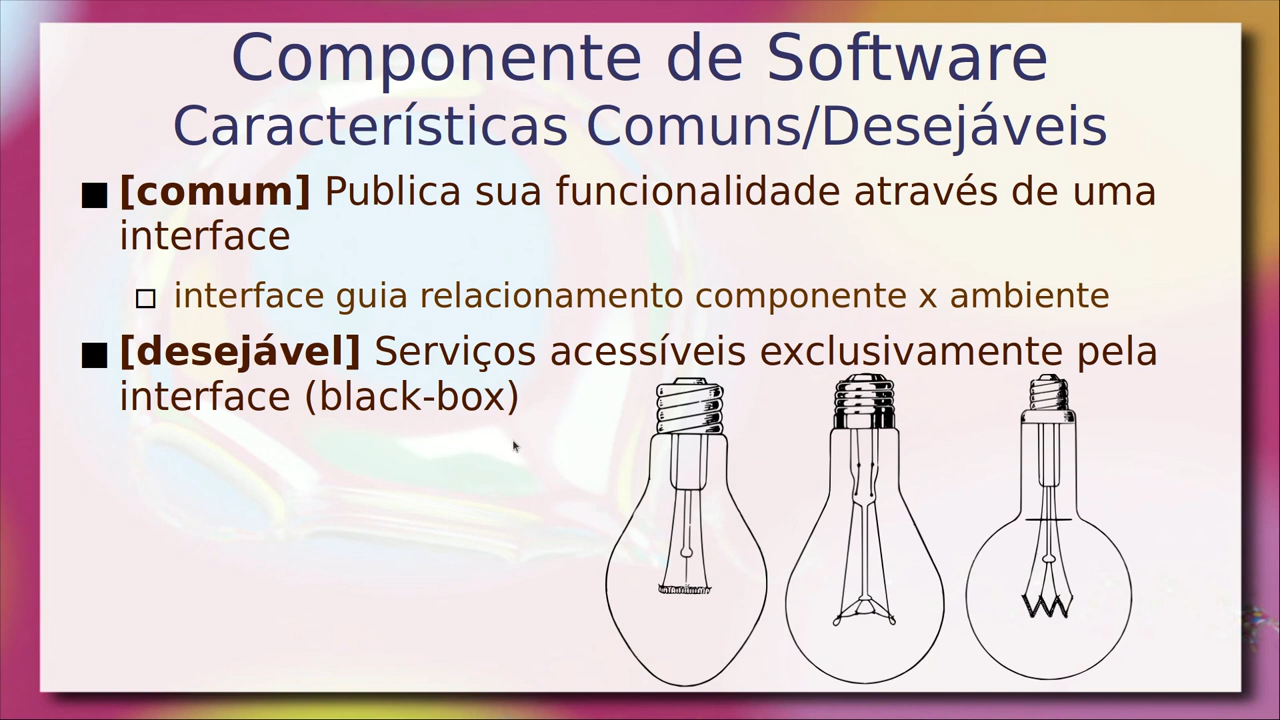 Componente de Software
Características Comuns/Desejáveis
[comum] Publica sua funcionalidade através de uma
interface
interface guia relacionamento componente x ambiente
[desejável] Serviços acessíveis exclusivamente pela
interface (black-box)